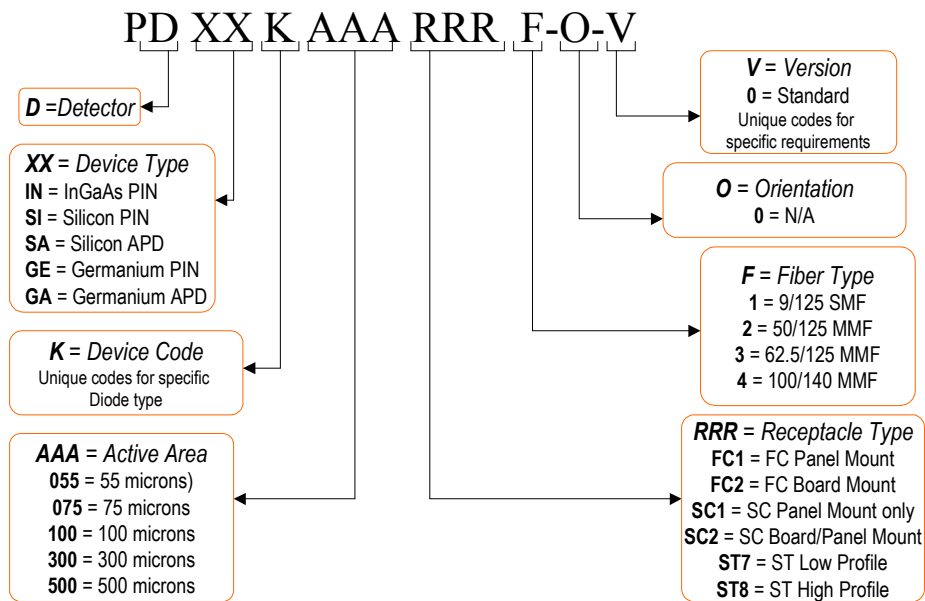 PD XX K AAA RRR F-O-V
D =Detector
XX = Device Type
IN = InGaAs PIN
SI = Silicon PIN
SA = Silicon APD
GE = Germanium PIN
GA = Germanium APD
K = Device Code
Unique codes for specific
Diode type
AAA = Active Area
055 = 55 microns)
075 = 75 microns
100 = 100 microns
300 = 300 microns
500 = 500 microns
V = Version
0 = Standard
Unique codes for
specific requirements
O = Orientation
0 = N/A
F = Fiber Type
1 = 9/125 SMF
2 = 50/125 MMF
3 = 62.5/125 MMF
4 = 100/140 MMF
RRR = Receptacle Type
FC1 = FC Panel Mount
FC2 = FC Board Mount
SC1 = SC Panel Mount only
SC2 = SC Board/Panel Mount
ST7 = ST Low Profile
ST8 = ST High Profile